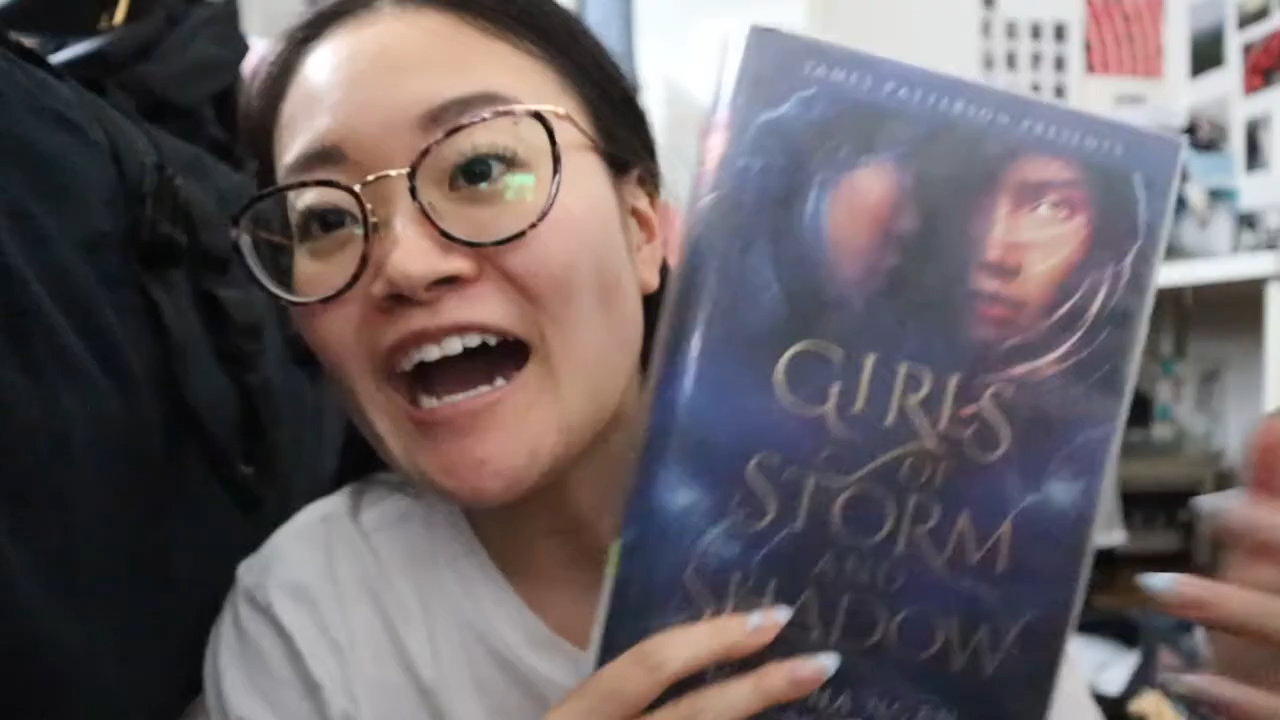 JAMES PATTERSON PRESENTS
GIRLS
OF
STORM
AND
SHADOW